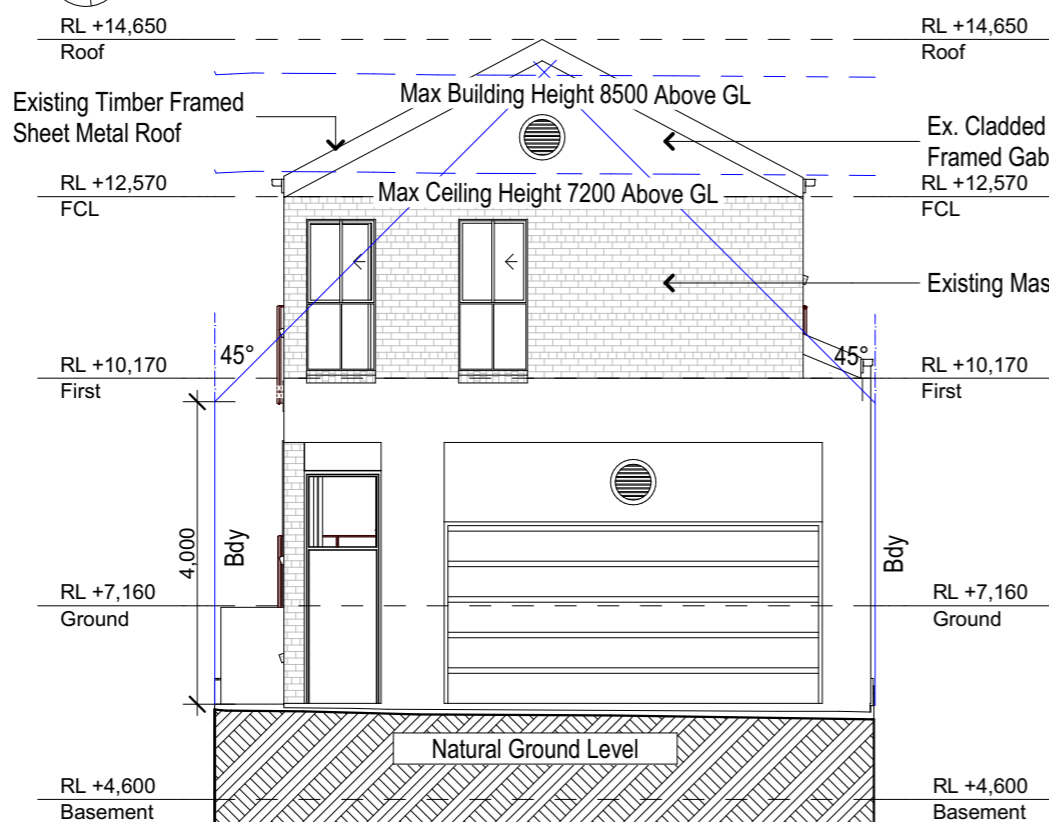 RL +14,650
Roof
RL +14,650
Roof
Max Building Height 8500 Above GL
Existing Timber Framed
Sheet Metal Roof
Ex. Cladded
Framed Gab
RL +12,570
FCL
Max Ceiling Height 7200 Above GL
RL +12,570
FCL
Existing Mas
45°
45°
RL +10,170
First
RL +10,170
First
4,000
Bdy
Bdy
RL +7,160
Ground
RL +7,160
Ground
Natural Ground Level
RL +4,600
Basement
RL +4,600
Basement